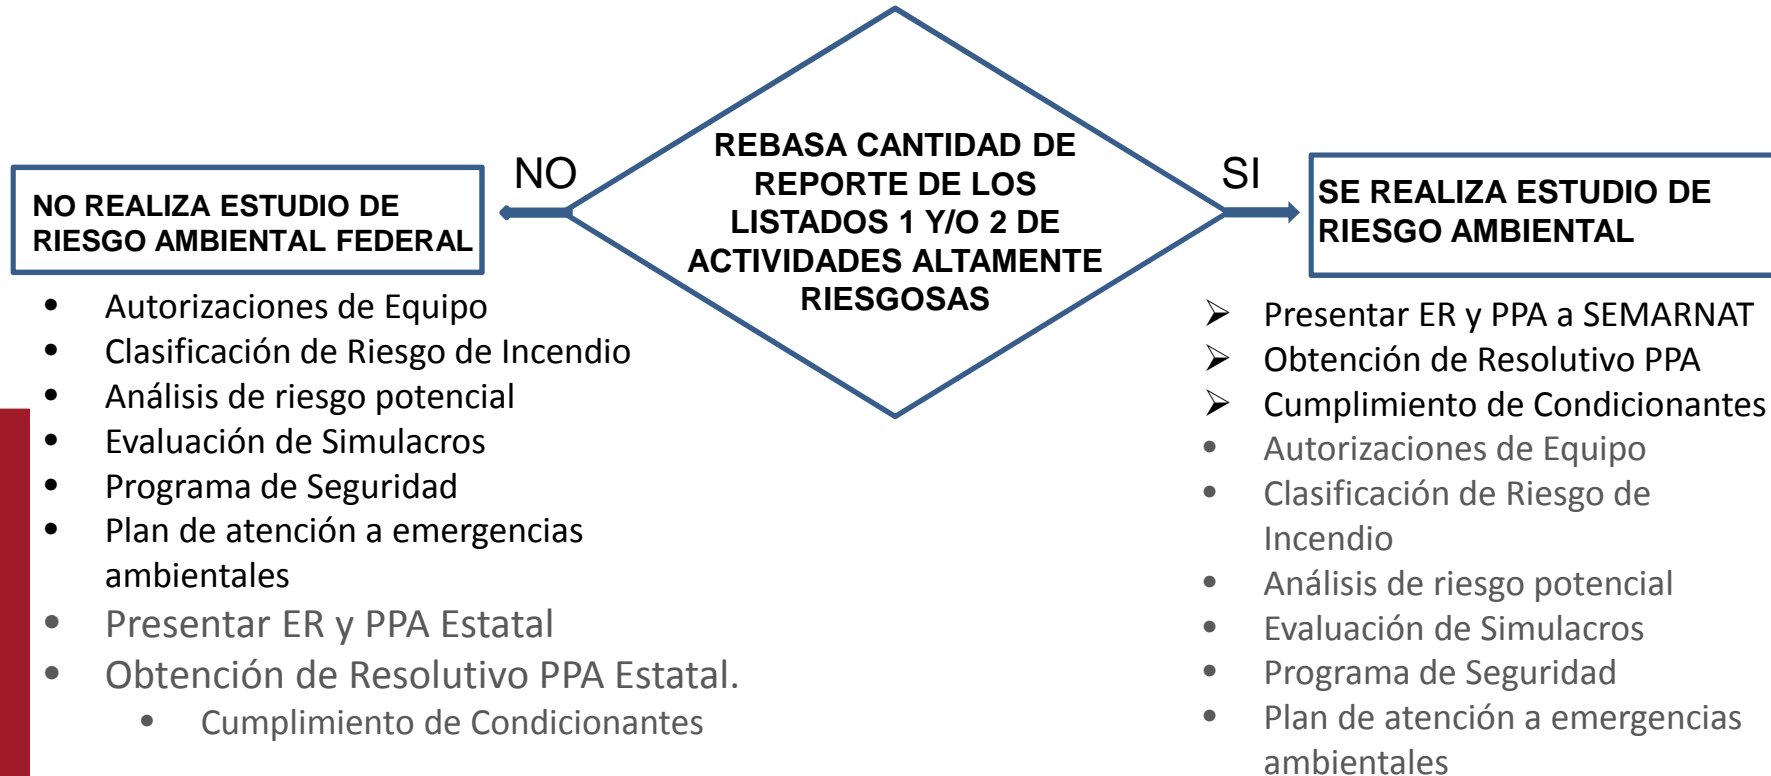 REBASA CANTIDAD DE
REPORTE DE LOS
LISTADOS 1 Y/O 2 DE
ACTIVIDADES ALTAMENTE
RIESGOSAS
NO
NO REALIZA ESTUDIO DE
RIESGO AMBIENTAL FEDERAL
• Autorizaciones de Equipo
• Clasificación de Riesgo de Incendio
• Análisis de riesgo potencial
• Evaluación de Simulacros
• Programa de Seguridad
• Plan de atención a emergencias
ambientales
• Presentar ER y PPA Estatal
• Obtención de Resolutivo PPA Estatal.
• Cumplimiento de Condicionantes
SI
SE REALIZA ESTUDIO DE
RIESGO AMBIENTAL
➢ Presentar ER y PPA a SEMARNAT
➢ Obtención de Resolutivo PPA
➢ Cumplimiento de Condicionantes
• Autorizaciones de Equipo
• Clasificación de Riesgo de
Incendio
• Análisis de riesgo potencial
• Evaluación de Simulacros
• Programa de Seguridad
• Plan de atención a emergencias
ambientales